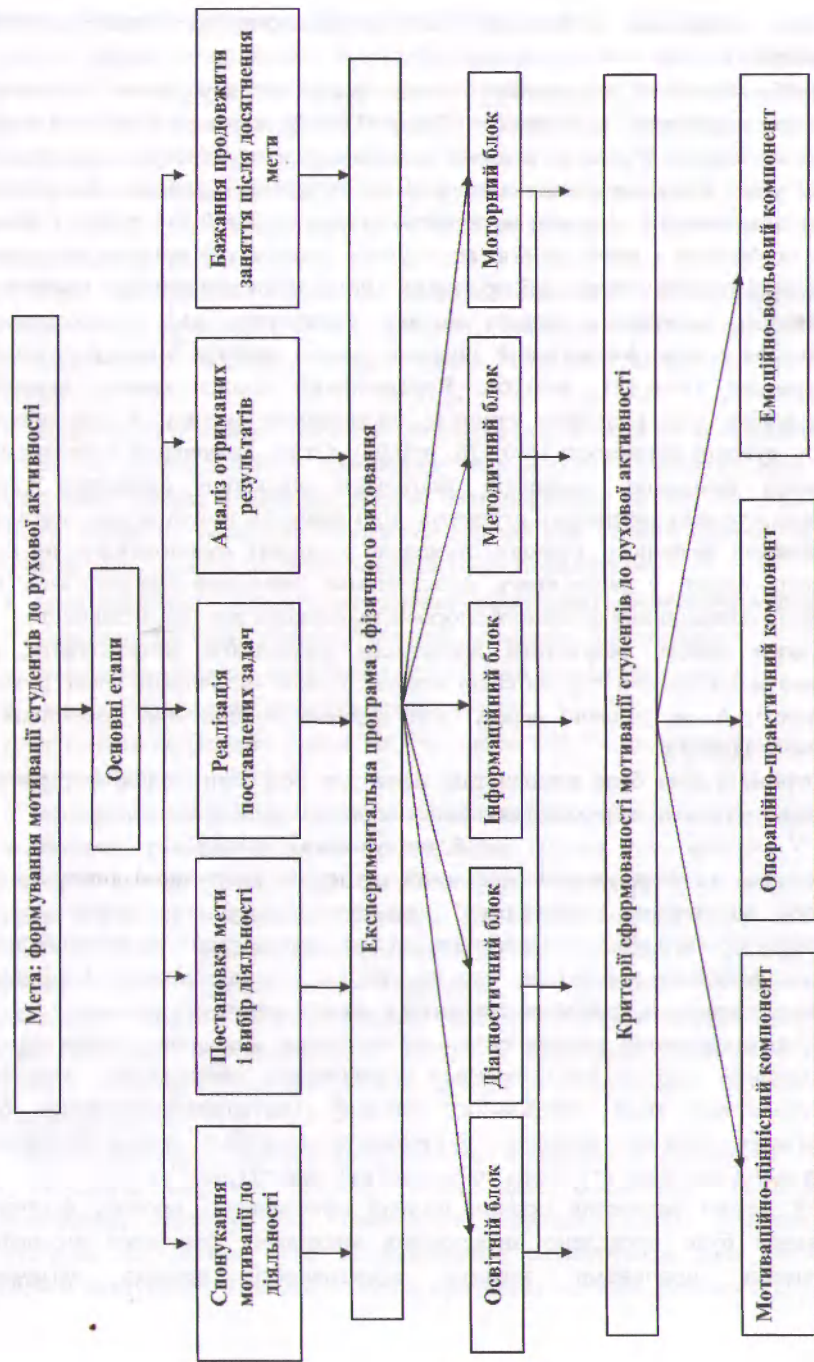 Мета: формування мотивації студентів до рухової активності
Основні етапи
Спонукання
мотивації до
діяльності
Постановка мети
і вибір діяльності
Реалізація
поставлених задач
Аналіз отриманих
результатів
Бажання продовжити
заняття після досягнення
мети
Експериментальна програма з фізичного виховання
Освітній блок
Діагностичний блок
Інформаційний блок
Методичний блок
Моторний блок
Критерії сформованості мотивації студентів до рухової активності:
Мотиваційно-ціннісний компонент
Операційно-практичний компонент
Емоційно-вольовий компонент